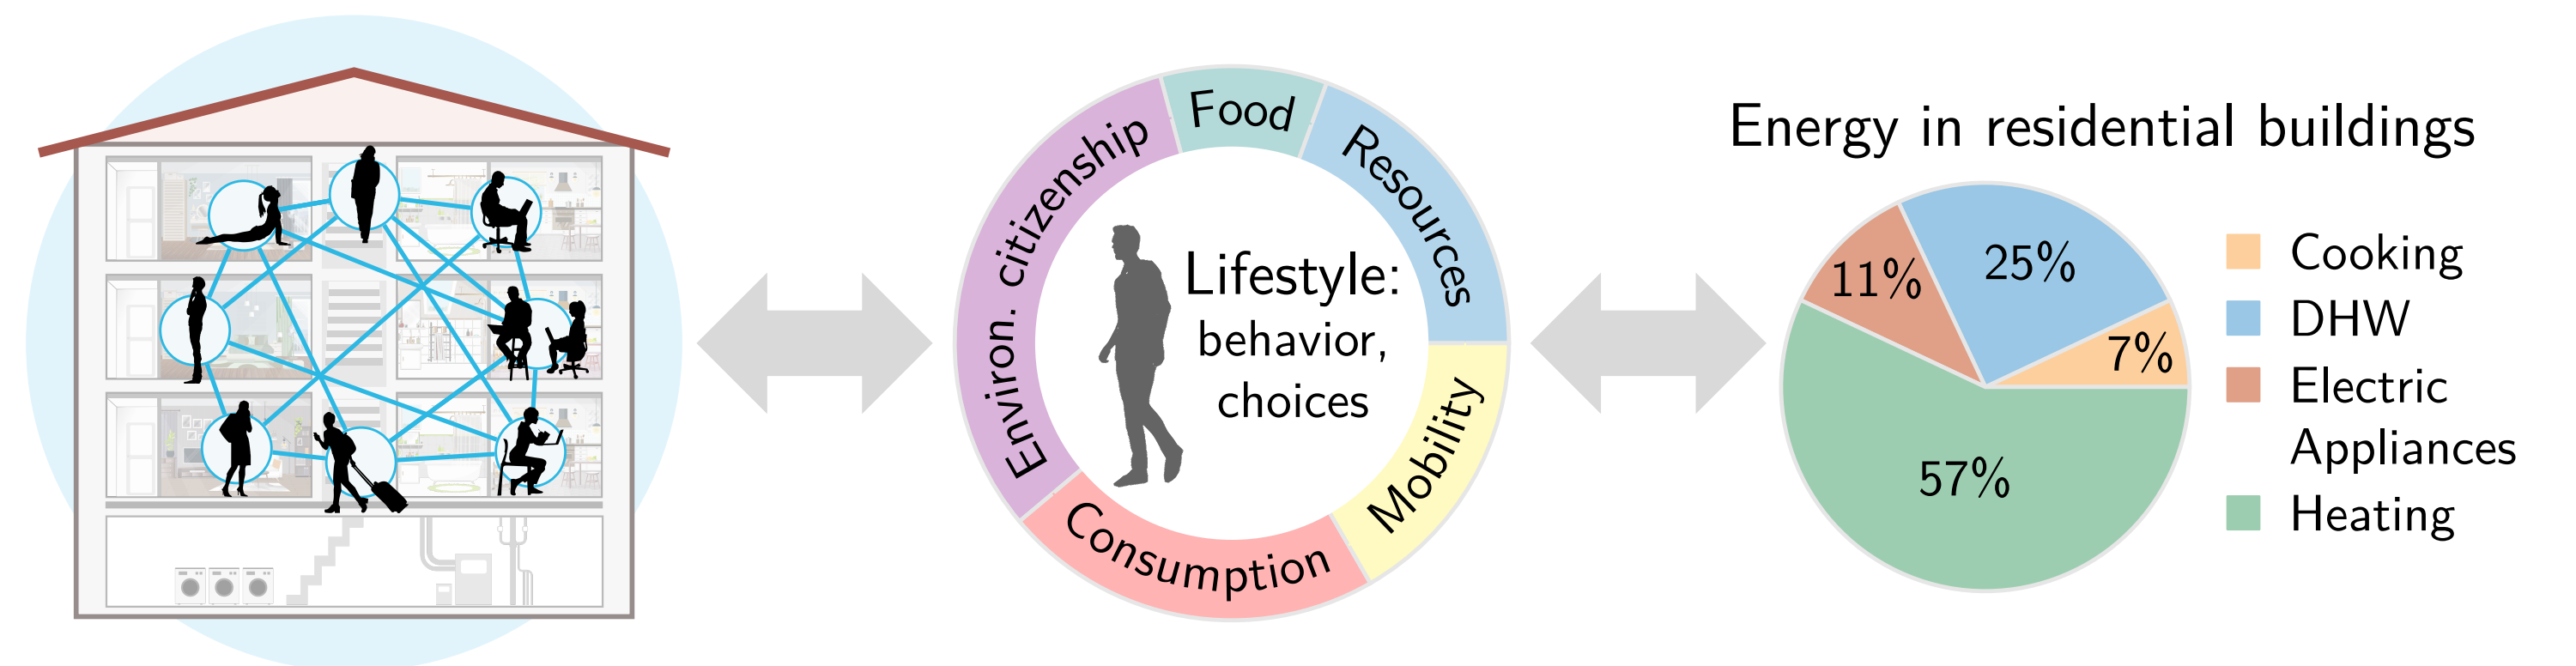 Environ. citizenship
Food
Resources
Mobility
Consumption
Lifestyle:
behavior,
choices
Energy in residential buildings
11%
25%
7%
57%
Cooking
DHW
Electric
Appliances
Heating